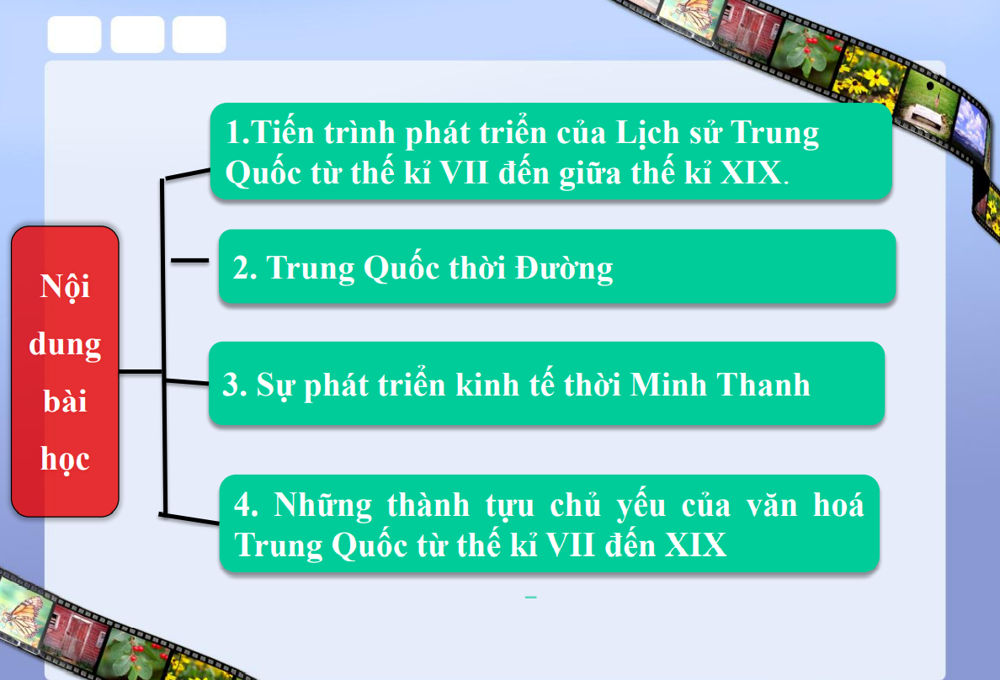 Nội
dung
bài
học
1.Tiến trình phát triển của Lịch sử Trung
Quốc từ thế kỉ VII đến giữa thế kỉ XIX.
2. Trung Quốc thời Đường
3. Sự phát triển kinh tế thời Minh Thanh
4. Những thành tựu chủ yếu của văn hoá
Trung Quốc từ thế kỉ VII đến XIX